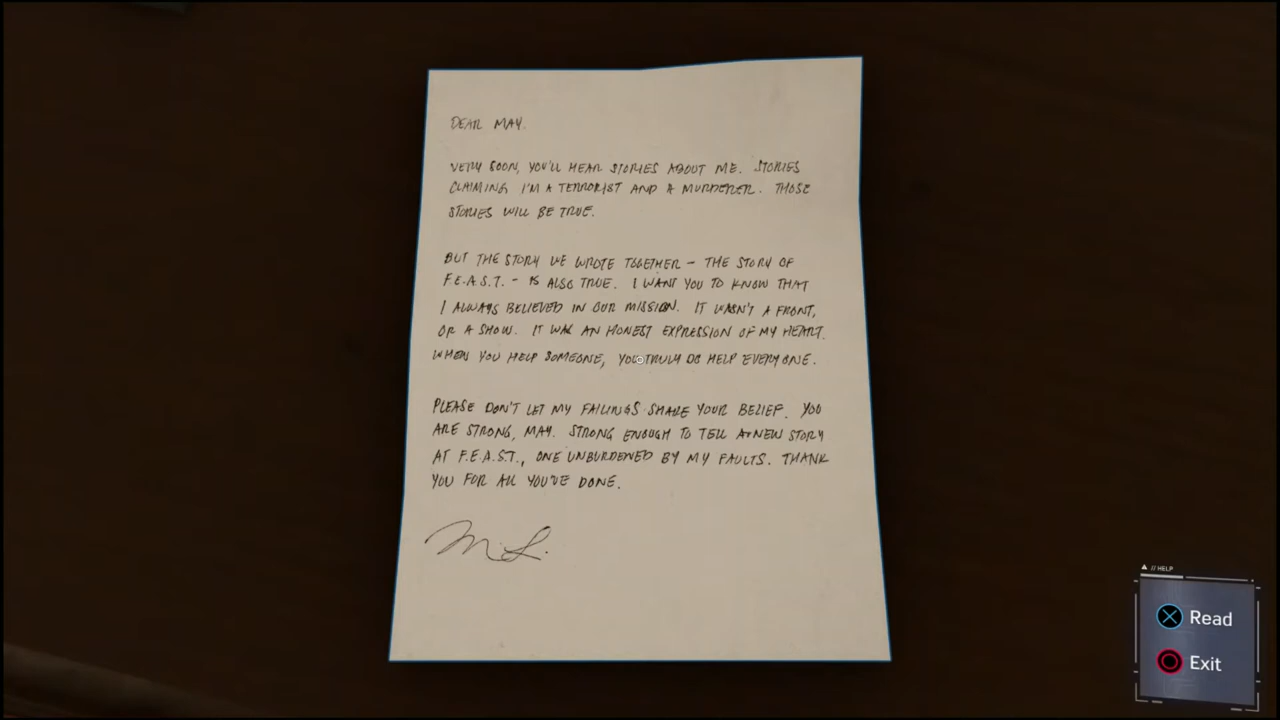 DEAR MAY.
VERY SOON, YOU'LL HEAR STORIES ABOUT ME. STORIES
CLAIMING I'M A TERRORIST AND A MURDERER. THOSE
STORIES WILL BE TRUE.
BUT THE STORY WE WROTE TOGETHER - THE STORY OF
F.E.A.S.T. - IS ALSO TRUE. I WANT YOU TO KNOW THAT
I ALWAYS BELIEVED IN OUR MISSION. IT WASN'T A FRONT,
OR A SHOW. IT WAS AN HONEST EXPRESSION OF MY HEART.
WHEN YOU HELP SOMEONE, YOU TRULY DO HELP EVERYONE.
PLEASE DON'T LET MY FAILINGS SHAKE YOUR BELIEF. YOU
ARE STRONG, MAY. STRONG ENOUGH TO TELL A NEW STORY
AT F.E.A.S.T., ONE UNBURDENED BY MY FAULTS. THANK
YOU FOR ALL YOU'VE DONE.
M. L.
// HELP
Read
Exit